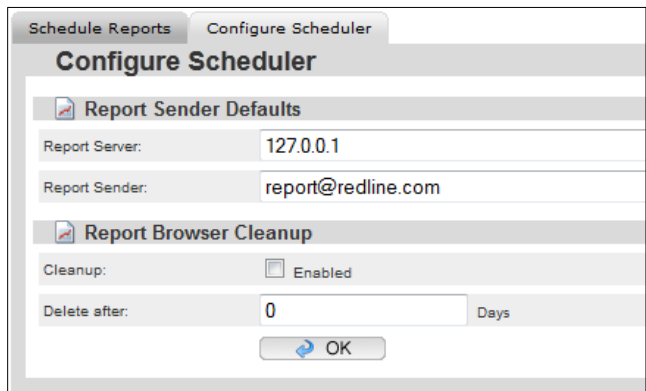 Schedule Reports Configure Scheduler
Configure Scheduler
Report Sender Defaults
Report Server: 127.0.0.1
Report Sender: report@redline.com
Report Browser Cleanup
Cleanup: Enabled
Delete after: 0 Days
OK